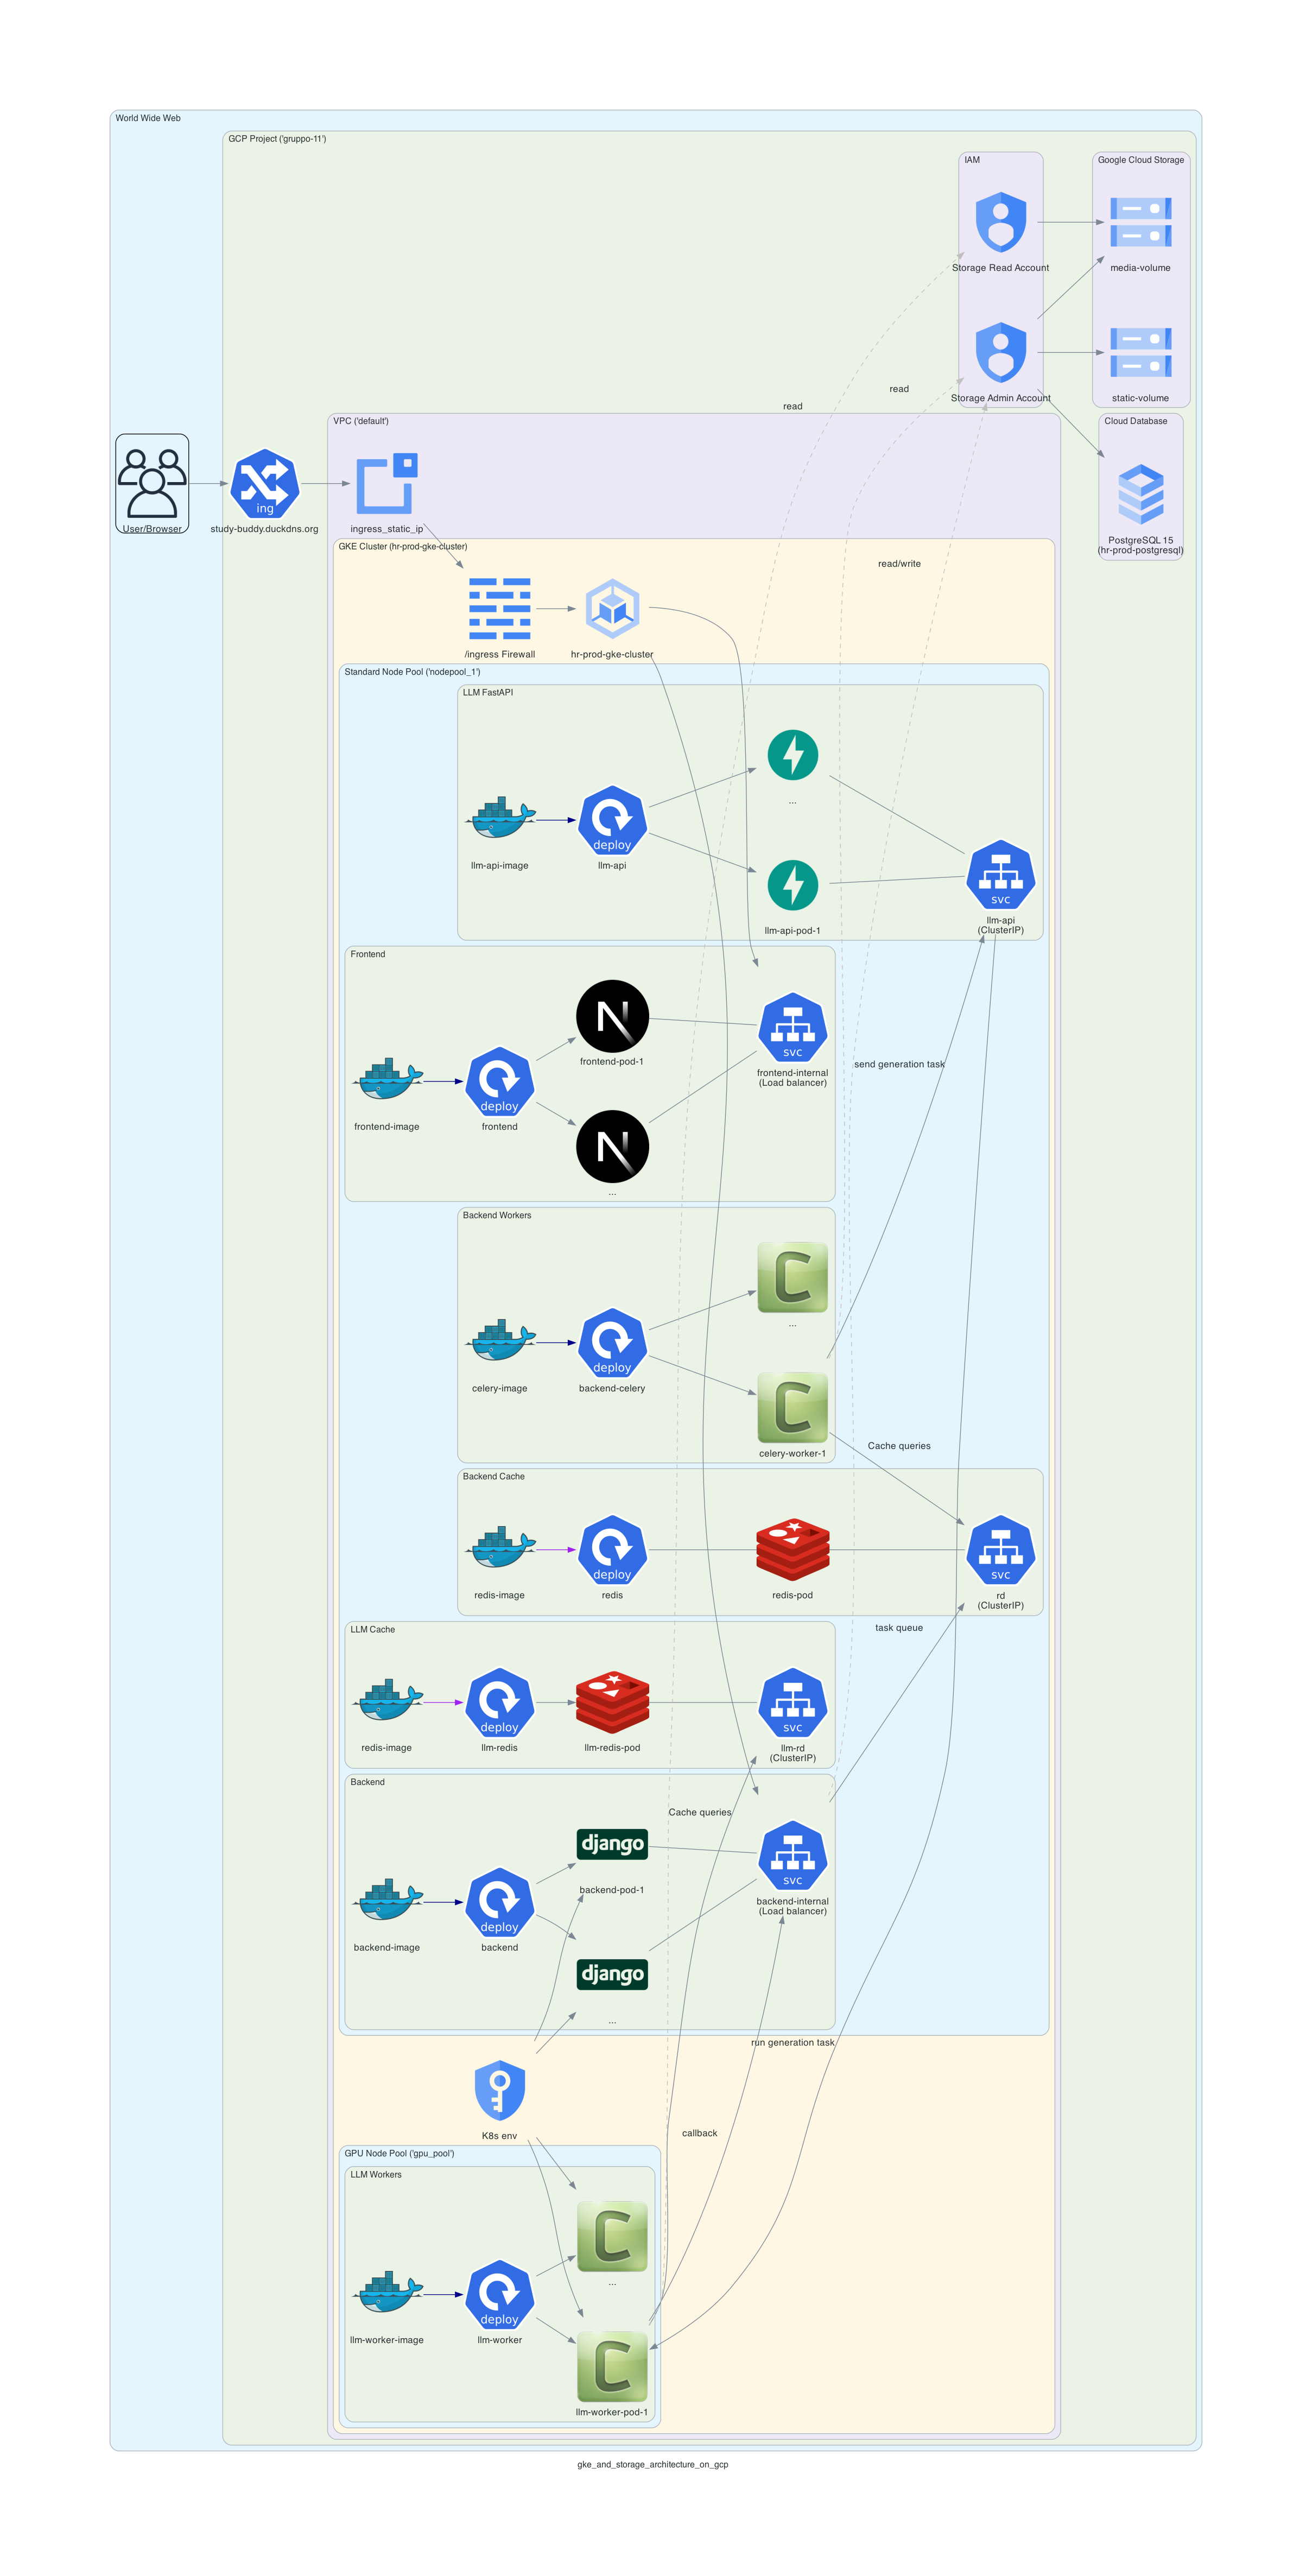 World Wide Web
GCP Project ('gruppo-11')
IAM
Google Cloud Storage
Storage Read Account
media-volume
read
read
Storage Admin Account
static-volume
VPC ('default')
Cloud Database
User/Browser
ing
study-buddy.duckdns.org
ingress_static_ip
PostgreSQL 15
(hr-prod-postgresql)
GKE Cluster (hr-prod-gke-cluster)
read/write
/ingress Firewall
hr-prod-gke-cluster
Standard Node Pool ('nodepool_1')
LLM FastAPI
...
llm-api-image
deploy
llm-api
llm-api-pod-1
svc
llm-api
(ClusterIP)
Frontend
N
frontend-pod-1
svc
frontend-internal
(Load balancer)
send generation task
frontend-image
deploy
frontend
N
...
Backend Workers
C
...
celery-image
deploy
backend-celery
C
celery-worker-1
Cache queries
Backend Cache
redis-image
deploy
redis
redis-pod
svc
rd
(ClusterIP)
task queue
LLM Cache
redis-image
deploy
llm-redis
llm-redis-pod
svc
llm-rd
(ClusterIP)
Backend
Cache queries
django
backend-pod-1
svc
backend-internal
(Load balancer)
backend-image
deploy
backend
django
...
run generation task
K8s env
callback
GPU Node Pool ('gpu_pool')
LLM Workers
C
...
llm-worker-image
deploy
llm-worker
C
llm-worker-pod-1
gke_and_storage_architecture_on_gcp